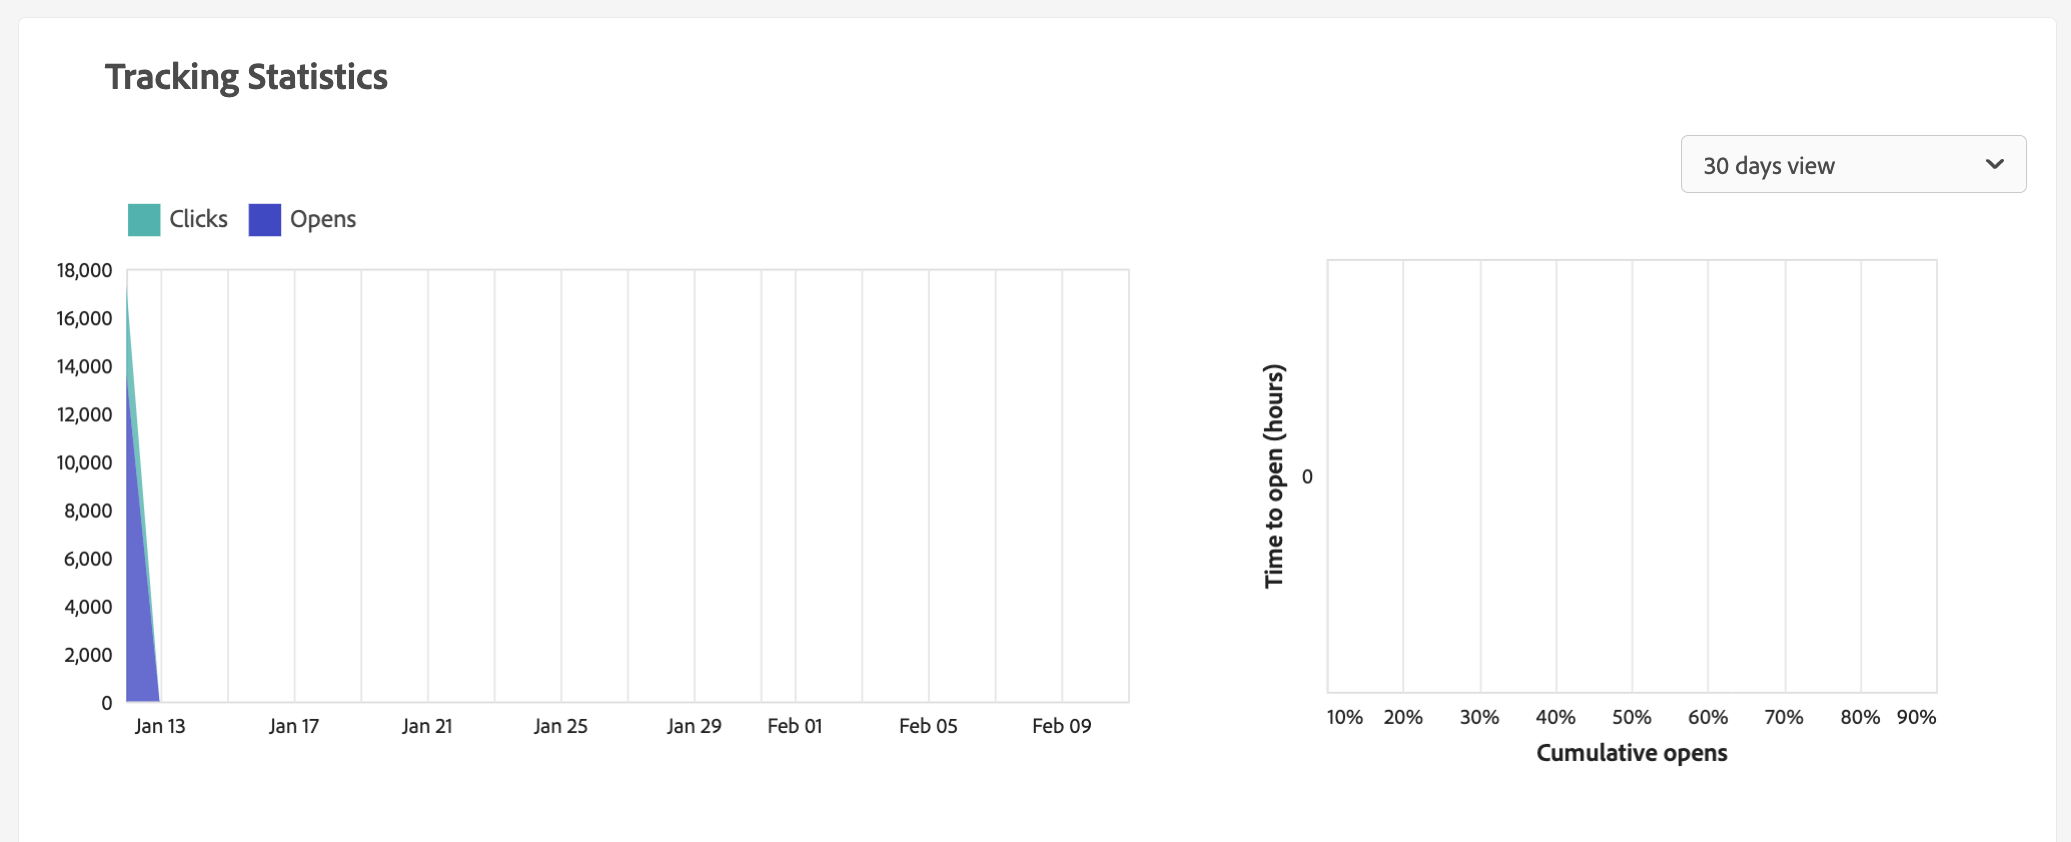 Tracking Statistics
30 days view
Clicks Opens
18,000
16,000
14,000
12,000
10,000
8,000
6,000
4,000
2,000
0
Jan 13 Jan 17 Jan 21 Jan 25 Jan 29 Feb 01 Feb 05 Feb 09
Time to open (hours)
0
10% 20% 30% 40% 50% 60% 70% 80% 90%
Cumulative opens